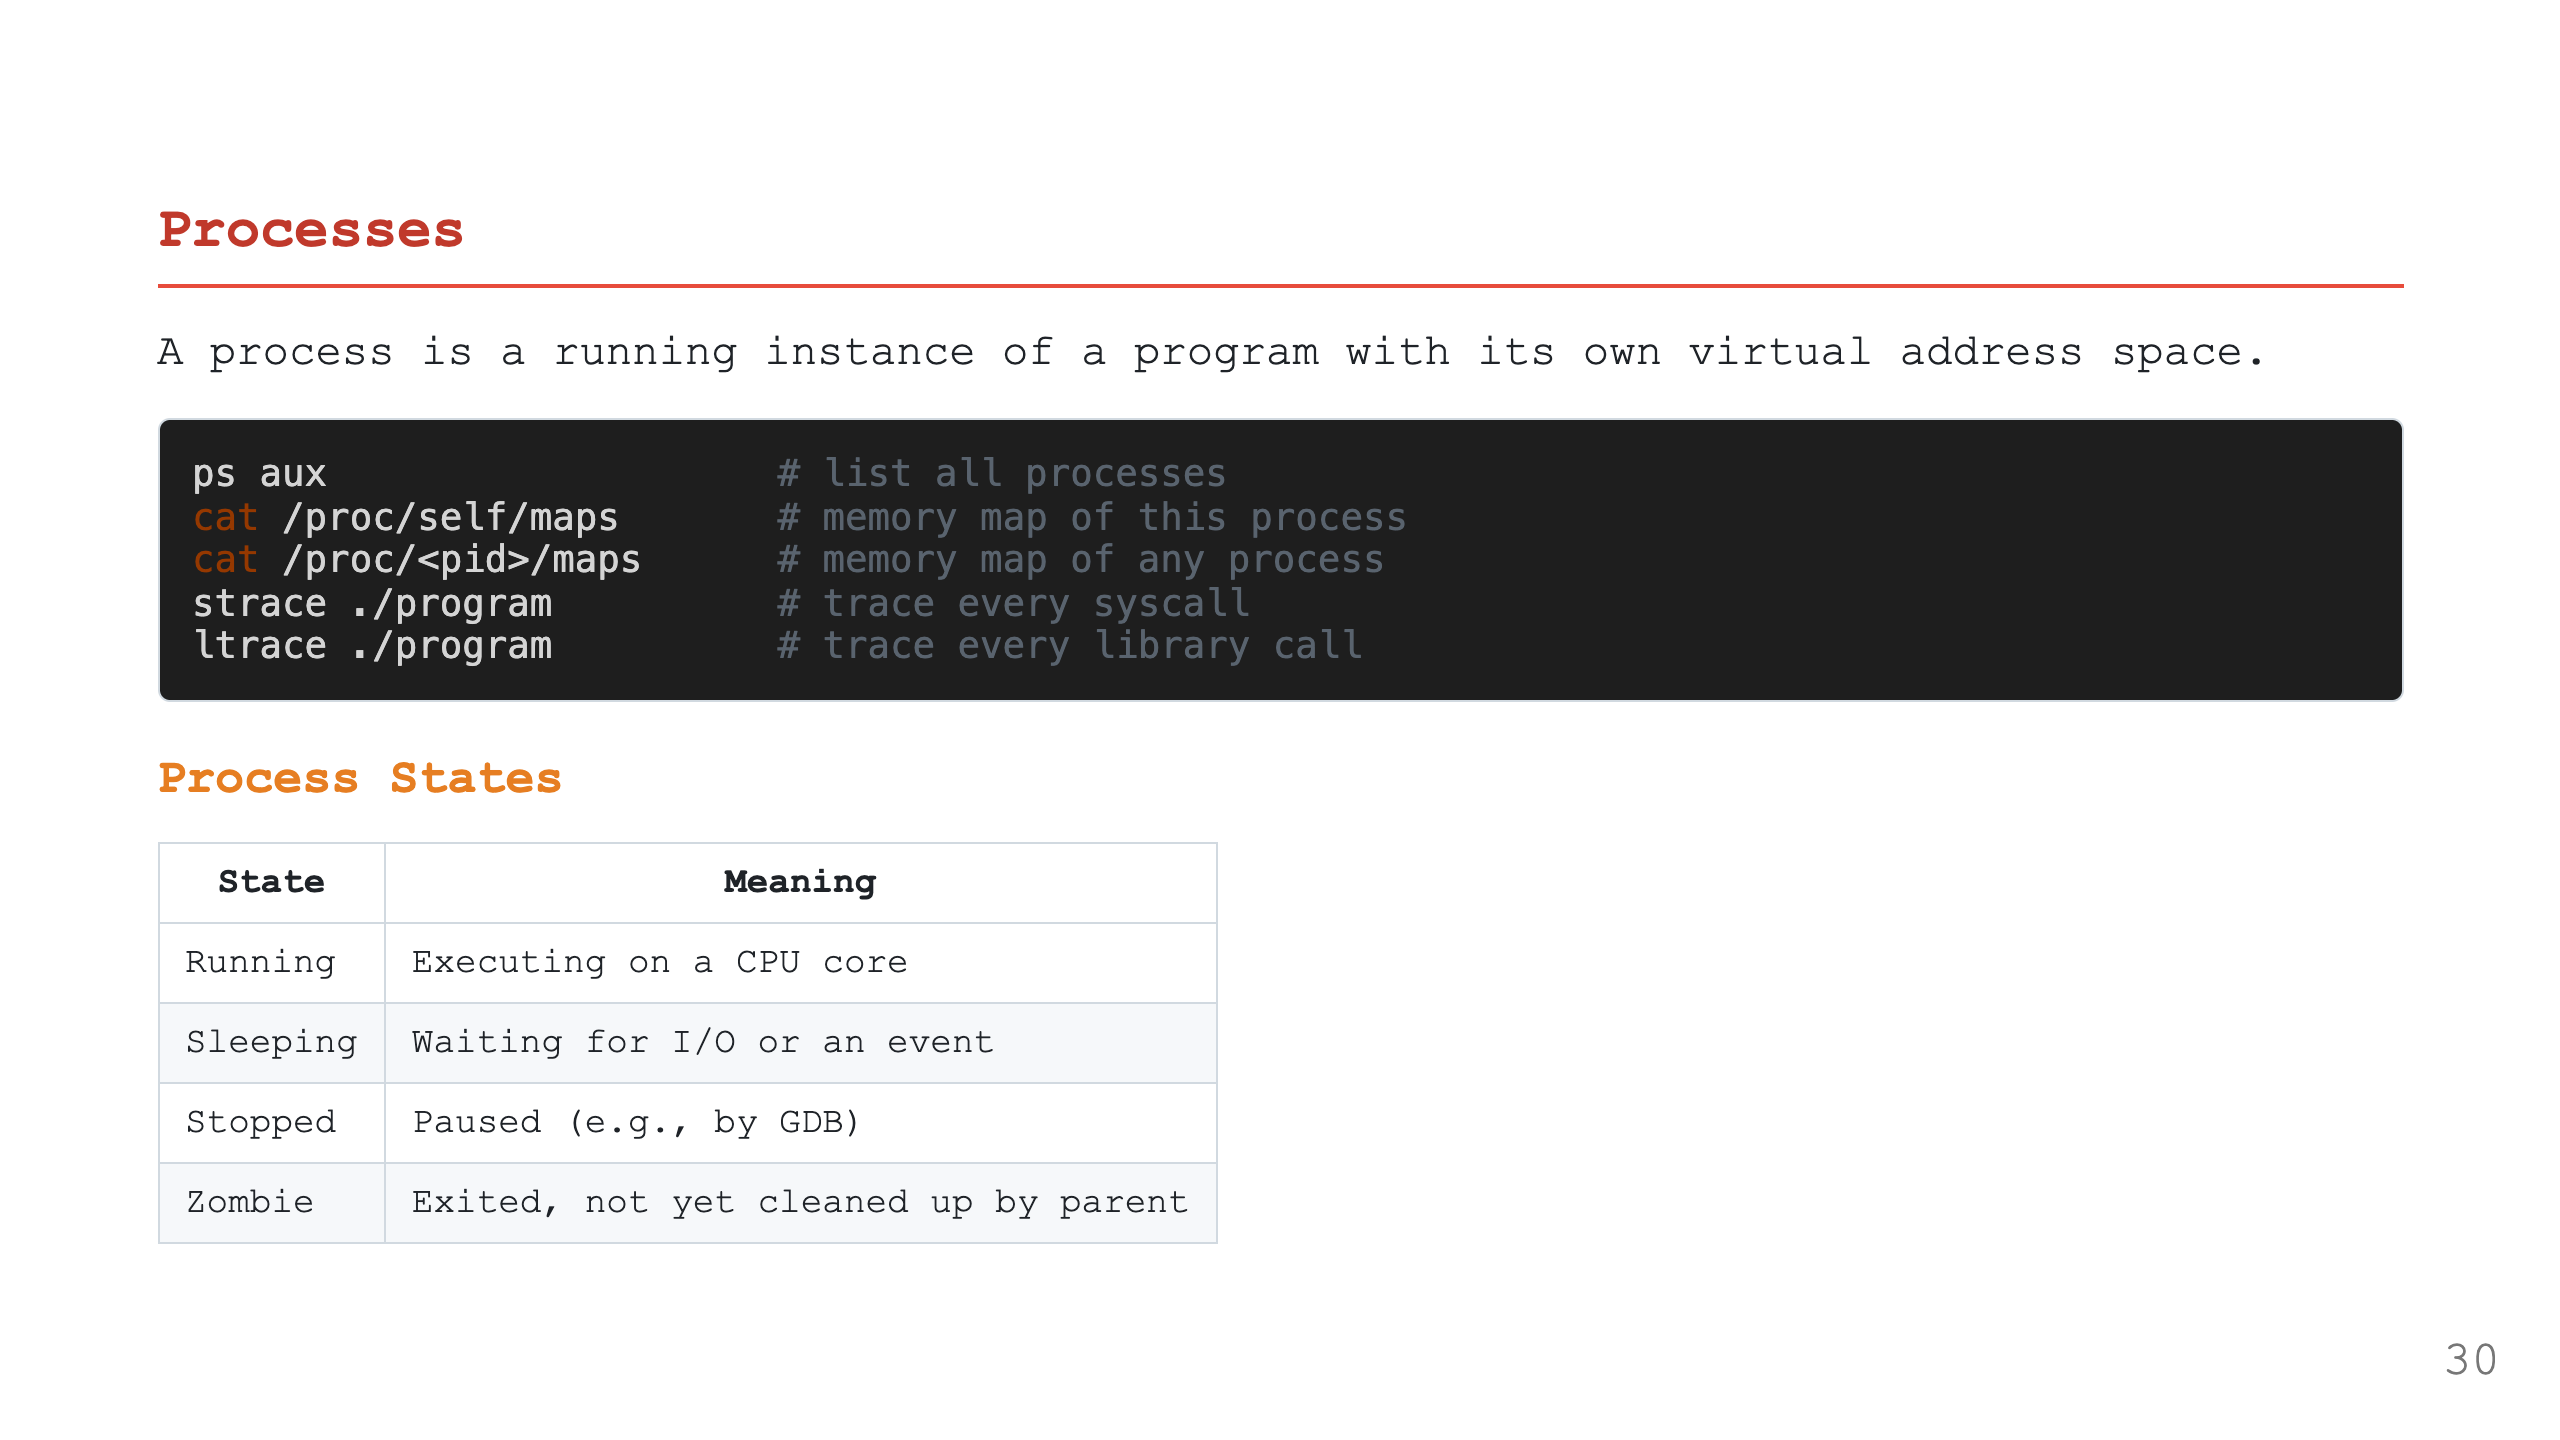 Processes
A process is a running instance of a program with its own virtual address space.
ps aux                    # list all processes
cat /proc/self/maps       # memory map of this process
cat /proc/<pid>/maps      # memory map of any process
strace ./program          # trace every syscall
ltrace ./program          # trace every library call
Process States
State Meaning
Running Executing on a CPU core
Sleeping Waiting for I/O or an event
Stopped Paused (e.g., by GDB)
Zombie Exited, not yet cleaned up by parent
30